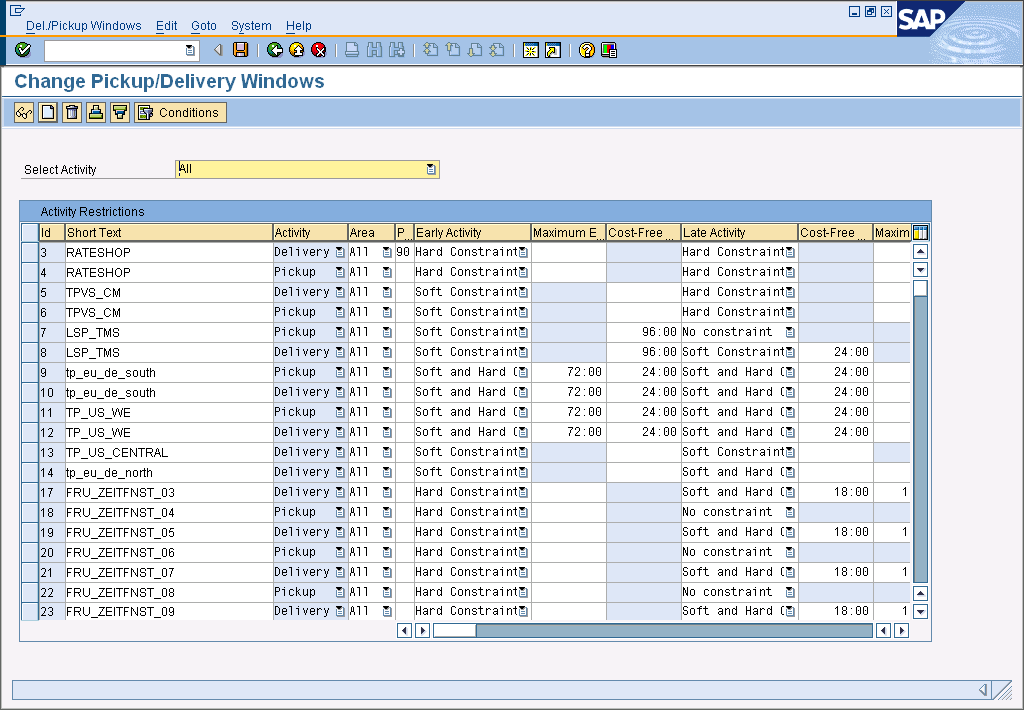 Del./Pickup Windows Edit Goto System Help
SAP
Change Pickup/Delivery Windows
Conditions
Select Activity All
Activity Restrictions
Id Short Text Activity Area P... Early Activity Maximum E... Cost-Free ... Late Activity Cost-Free ... Maxim
3 RATESHOP Delivery All 90 Hard Constraint Hard Constraint
4 RATESHOP Pickup All Hard Constraint Hard Constraint
5 TPVS_CM Delivery All Soft Constraint Hard Constraint
6 TPVS_CM Pickup All Soft Constraint Hard Constraint
7 LSP_TMS Pickup All Soft Constraint 96:00 No constraint
8 LSP_TMS Delivery All Soft Constraint 96:00 Soft Constraint 24:00
9 tp_eu_de_south Pickup All Soft and Hard C 72:00 24:00 Soft and Hard C 24:00
10 tp_eu_de_south Delivery All Soft and Hard C 72:00 24:00 Soft and Hard C 24:00
11 TP_US_WE Pickup All Soft and Hard C 72:00 24:00 Soft and Hard C 24:00
12 TP_US_WE Delivery All Soft and Hard C 72:00 24:00 Soft and Hard C 24:00
13 TP_US_CENTRAL Delivery All Soft Constraint Soft Constraint
14 tp_eu_de_north Delivery All Soft Constraint Soft and Hard C
17 FRU_ZEITFNST_03 Delivery All Hard Constraint Soft and Hard C 18:00 1
18 FRU_ZEITFNST_04 Pickup All Hard Constraint No constraint
19 FRU_ZEITFNST_05 Delivery All Hard Constraint Soft and Hard C 18:00 1
20 FRU_ZEITFNST_06 Pickup All Hard Constraint No constraint
21 FRU_ZEITFNST_07 Delivery All Hard Constraint Soft and Hard C 18:00 1
22 FRU_ZEITFNST_08 Pickup All Hard Constraint No constraint
23 FRU_ZEITFNST_09 Delivery All Hard Constraint Soft and Hard C 18:00 1